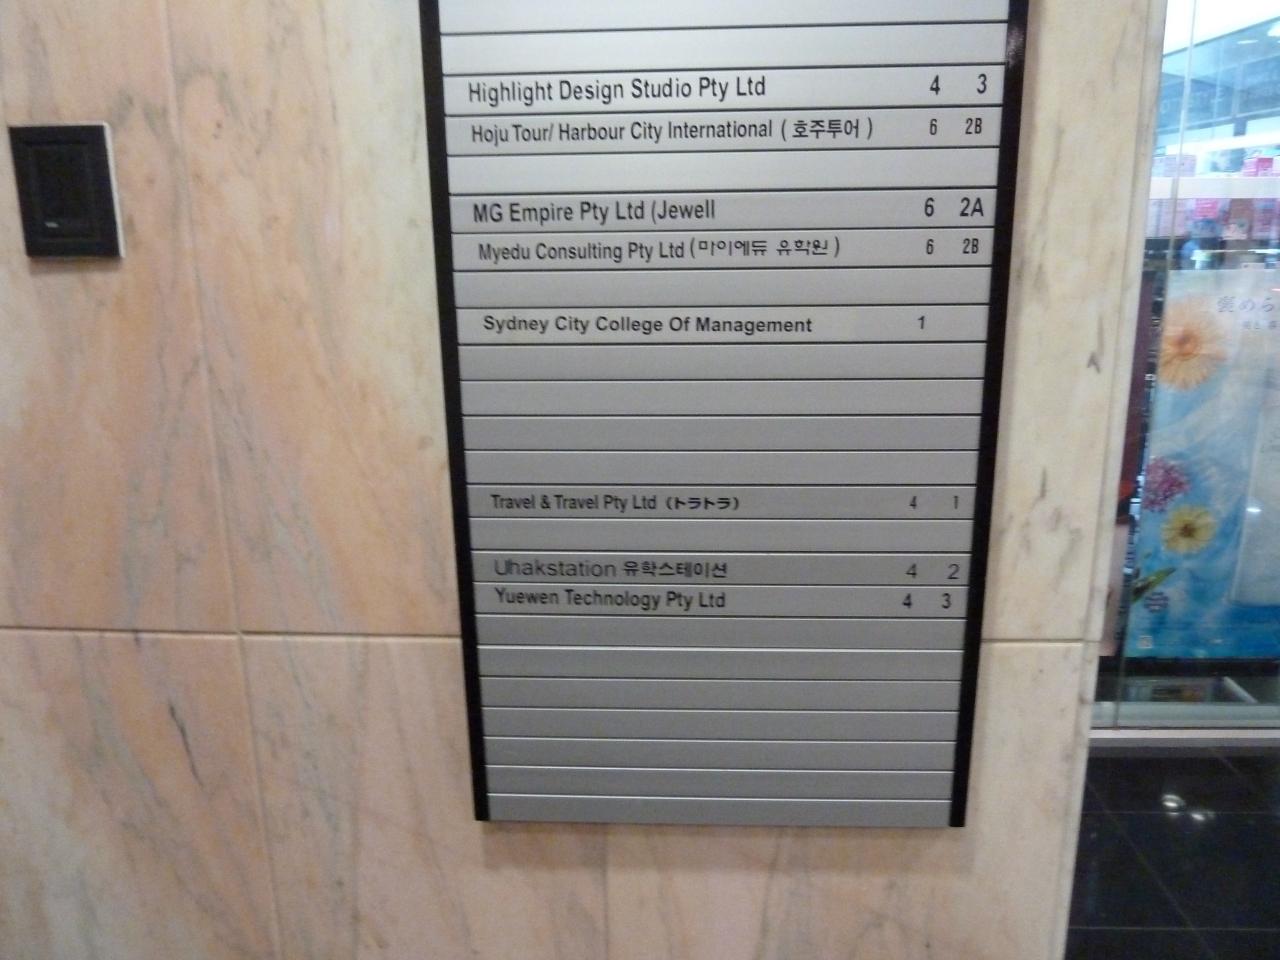 Highlight Design Studio Pty Ltd 4 3
Hoju Tour/ Harbour City International ( 호주투어 ) 6 2B
MG Empire Pty Ltd (Jewell 6 2A
Myedu Consulting Pty Ltd ( 마이에듀 유학원 ) 6 2B
Sydney City College Of Management 1
Travel & Travel Pty Ltd (トラトラ) 4 1
Uhakstation 유학스테이션 4 2
Yuewen Technology Pty Ltd 4 3
褒めら